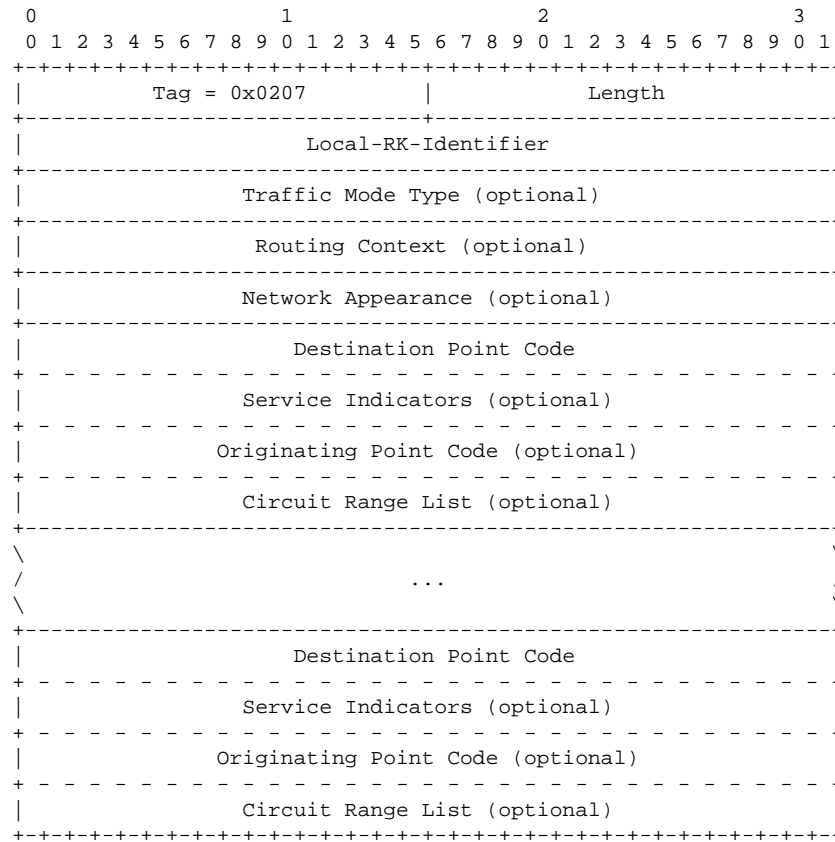 0                   1                   2                   3
 0 1 2 3 4 5 6 7 8 9 0 1 2 3 4 5 6 7 8 9 0 1 2 3 4 5 6 7 8 9 0 1
+-+-+-+-+-+-+-+-+-+-+-+-+-+-+-+-+-+-+-+-+-+-+-+-+-+-+-+-+-+-+-+-
|          Tag = 0x0207         |            Length
+-------------------------------+--------------------------------
|                      Local-RK-Identifier
+----------------------------------------------------------------
|                 Traffic Mode Type (optional)
+----------------------------------------------------------------
|                  Routing Context (optional)
+----------------------------------------------------------------
|                 Network Appearance (optional)
+----------------------------------------------------------------
|                     Destination Point Code
+ - - - - - - - - - - - - - - - - - - - - - - - - - - - - - - - -
|                 Service Indicators (optional)
+ - - - - - - - - - - - - - - - - - - - - - - - - - - - - - - - -
|               Originating Point Code (optional)
+ - - - - - - - - - - - - - - - - - - - - - - - - - - - - - - - -
|                 Circuit Range List (optional)
+----------------------------------------------------------------
\                                                               \
/                              ...                              /
\                                                               \
+----------------------------------------------------------------
|                     Destination Point Code
+ - - - - - - - - - - - - - - - - - - - - - - - - - - - - - - - -
|                 Service Indicators (optional)
+ - - - - - - - - - - - - - - - - - - - - - - - - - - - - - - - -
|               Originating Point Code (optional)
+ - - - - - - - - - - - - - - - - - - - - - - - - - - - - - - - -
|                 Circuit Range List (optional)
+-+-+-+-+-+-+-+-+-+-+-+-+-+-+-+-+-+-+-+-+-+-+-+-+-+-+-+-+-+-+-+-